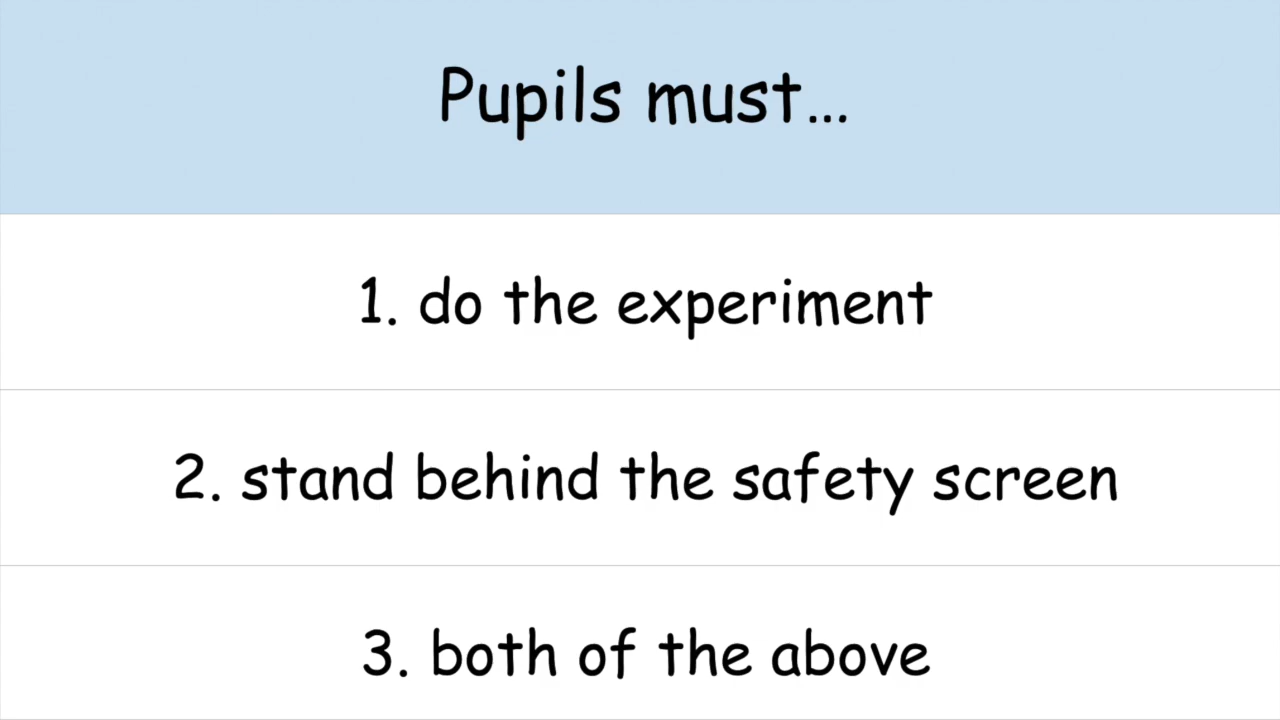 Pupils must...
1. do the experiment
2. stand behind the safety screen
3. both of the above